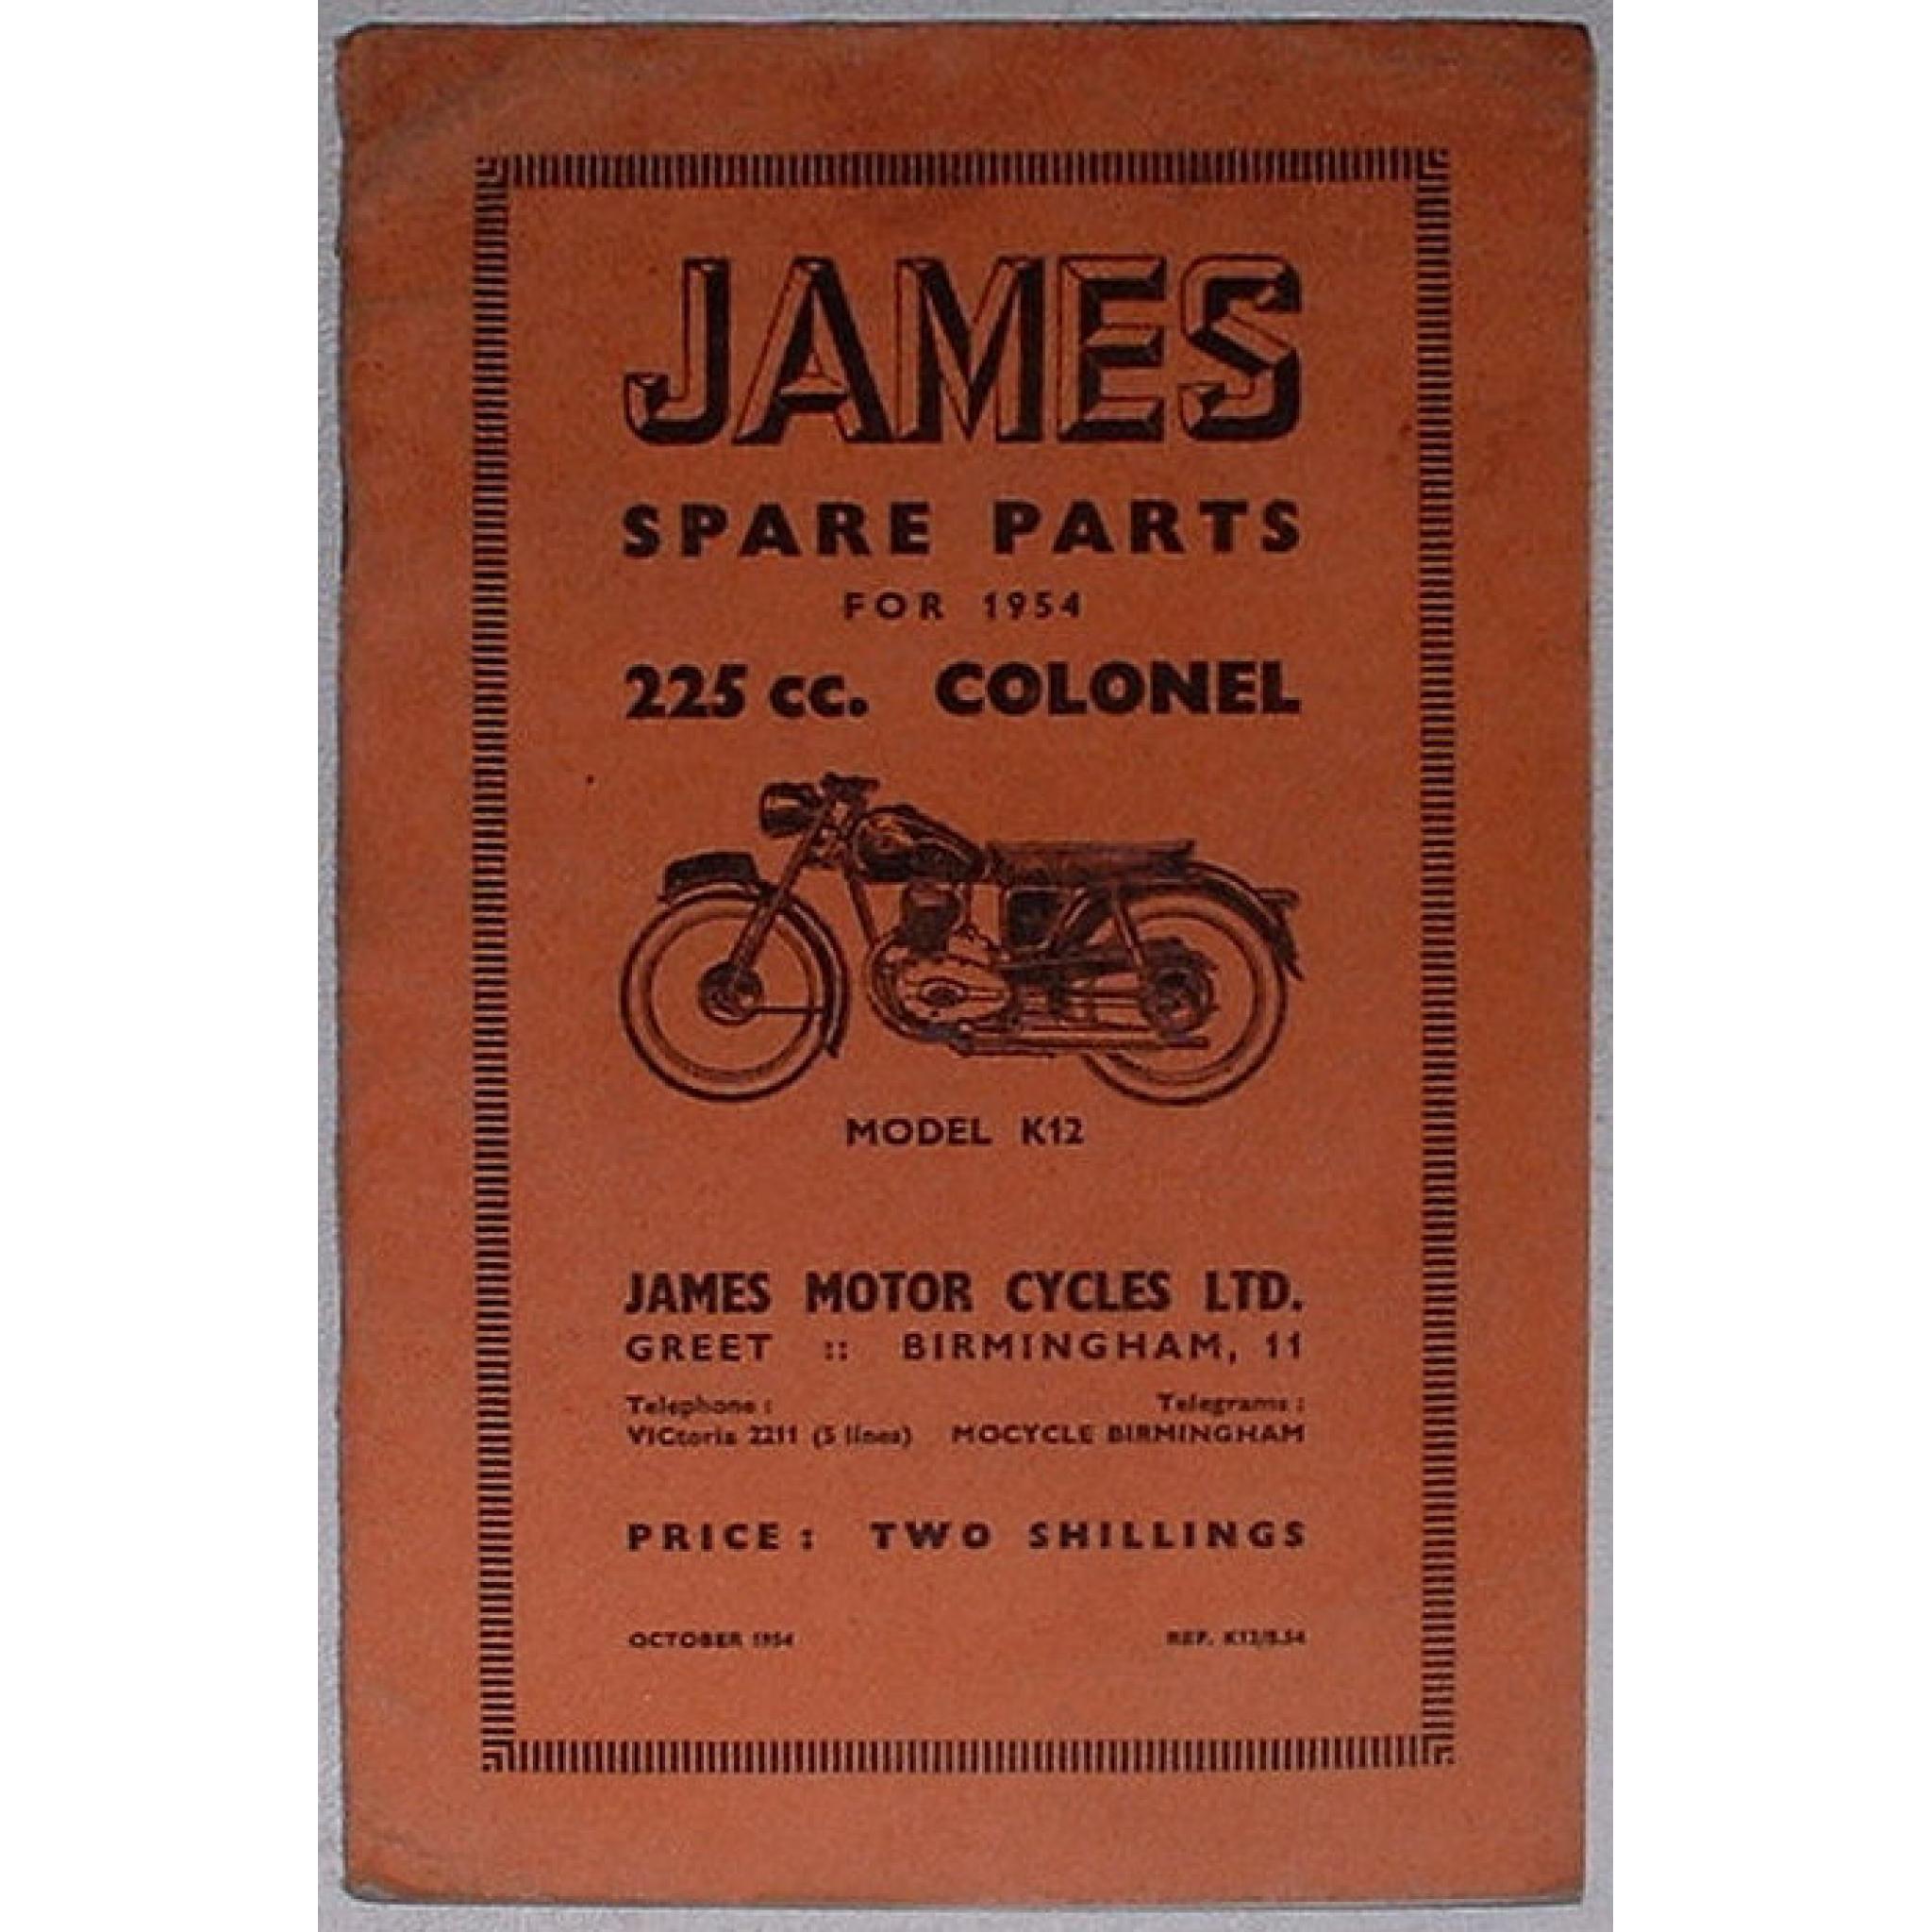 JAMES
SPARE PARTS
FOR 1954
225 cc. COLONEL
MODEL K12
JAMES MOTOR CYCLES LTD.
GREET :: BIRMINGHAM, 11
Telephone : Telegrams :
VICtoria 2211 (5 lines) MOCYCLE BIRMINGHAM
PRICE : TWO SHILLINGS
OCTOBER 1954 REF.